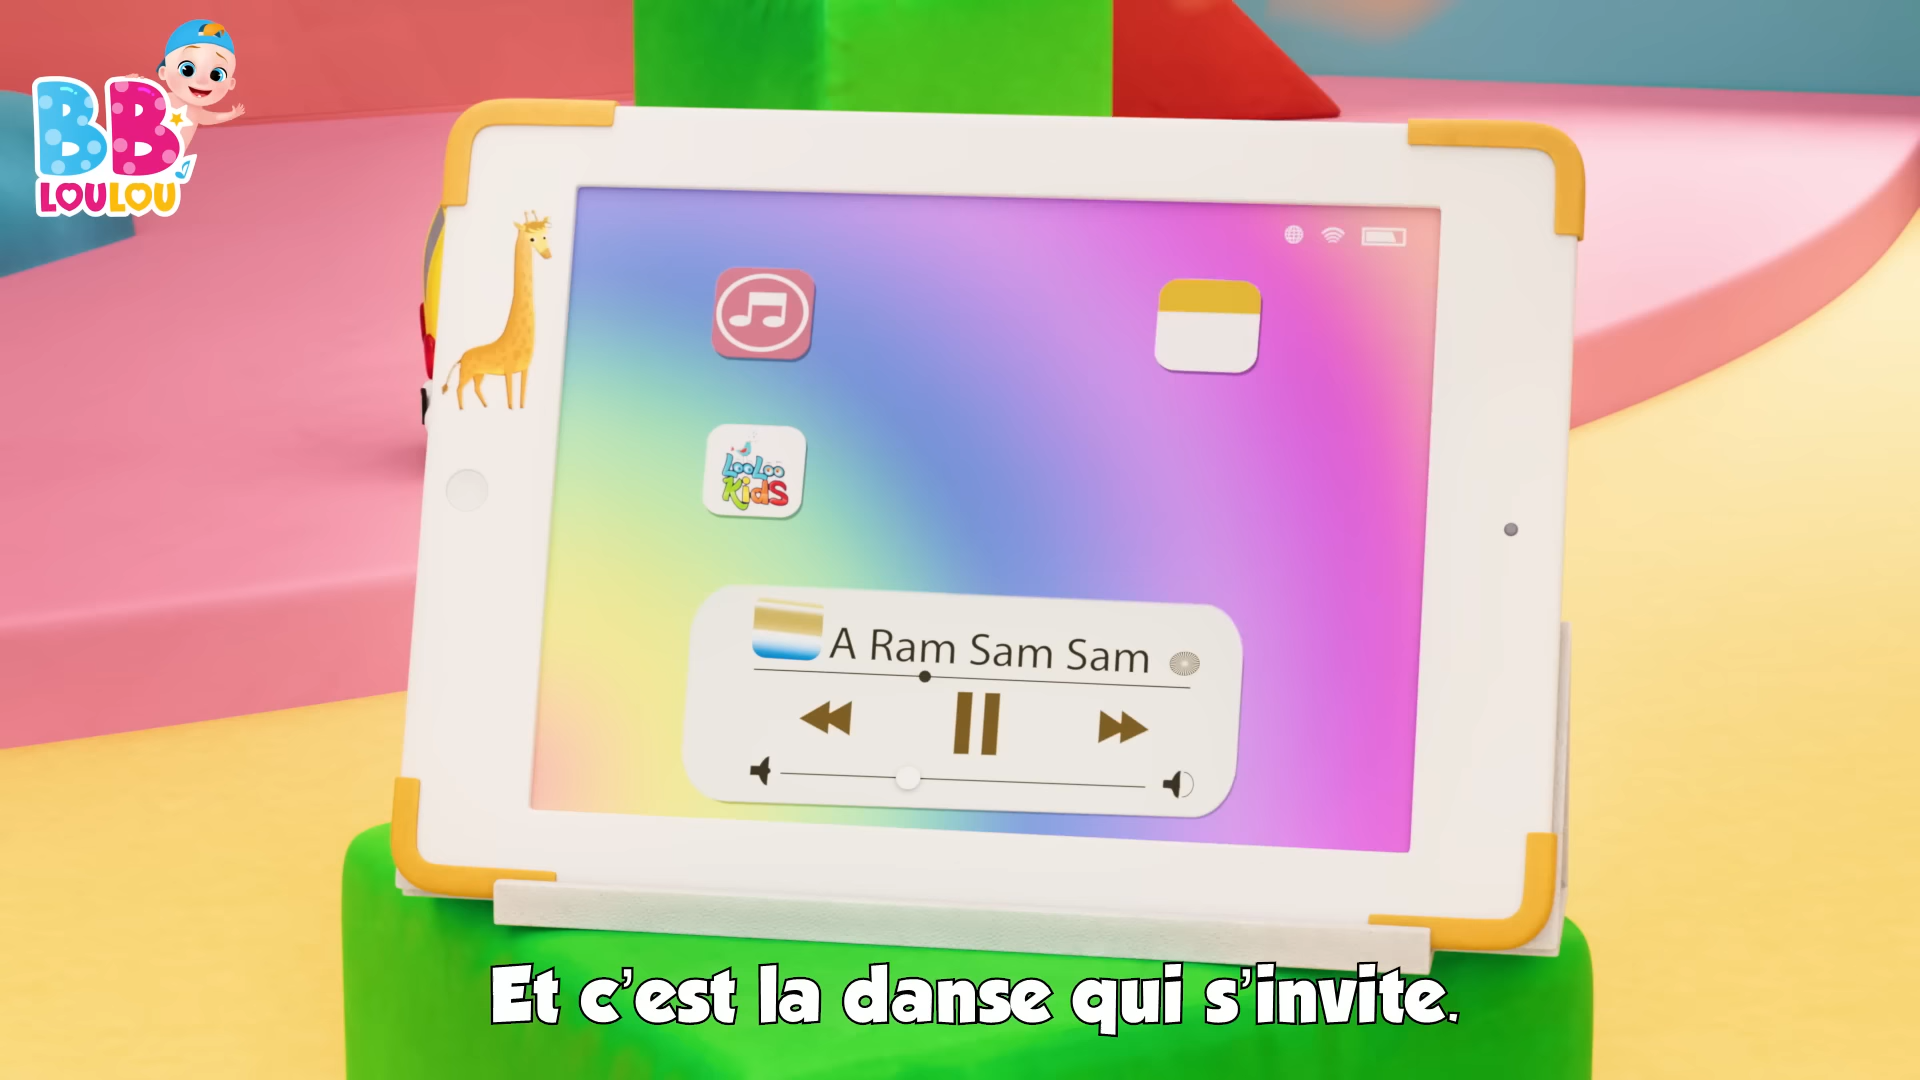 BB
LOULOU
LooLoo
Kids
A Ram Sam Sam
Et c'est la danse qui s'invite.